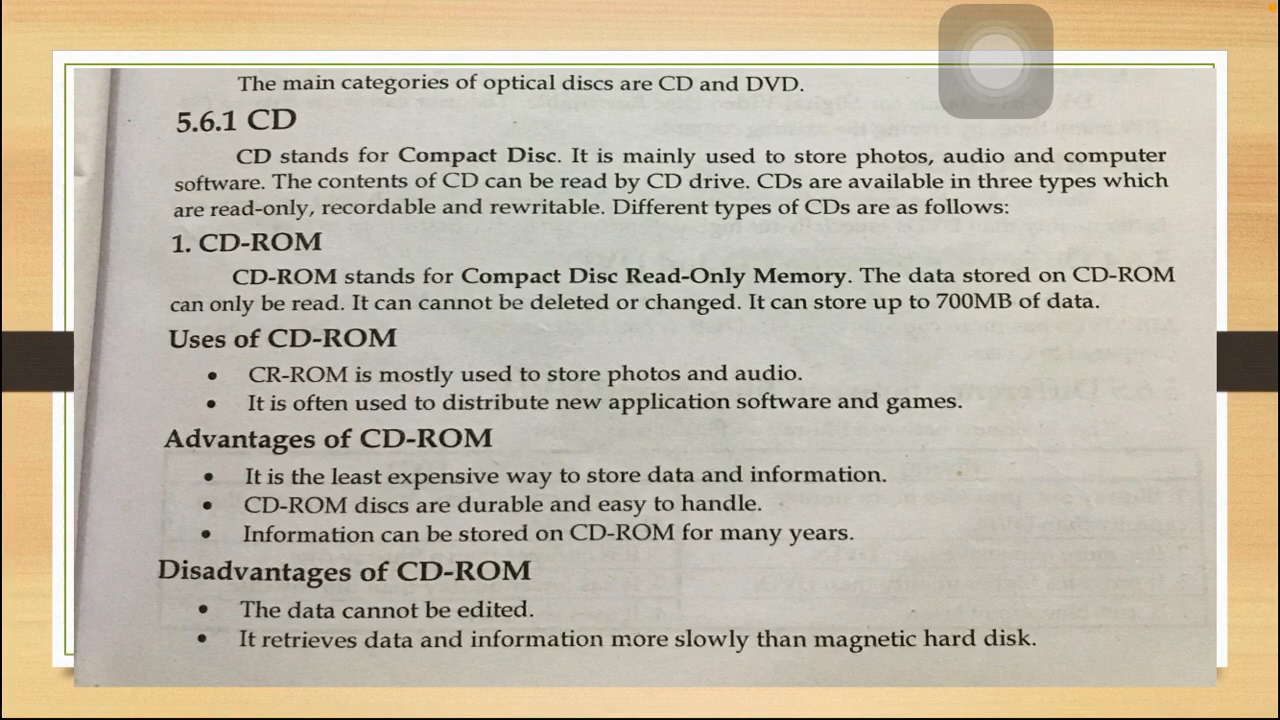 The main categories of optical discs are CD and DVD.
5.6.1 CD
CD stands for Compact Disc. It is mainly used to store photos, audio and computer
software. The contents of CD can be read by CD drive. CDs are available in three types which
are read-only, recordable and rewritable. Different types of CDs are as follows:
1. CD-ROM
CD-ROM stands for Compact Disc Read-Only Memory. The data stored on CD-ROM
can only be read. It can cannot be deleted or changed. It can store up to 700MB of data.
Uses of CD-ROM
• CR-ROM is mostly used to store photos and audio.
• It is often used to distribute new application software and games.
Advantages of CD-ROM
• It is the least expensive way to store data and information.
• CD-ROM discs are durable and easy to handle.
• Information can be stored on CD-ROM for many years.
Disadvantages of CD-ROM
• The data cannot be edited.
• It retrieves data and information more slowly than magnetic hard disk.